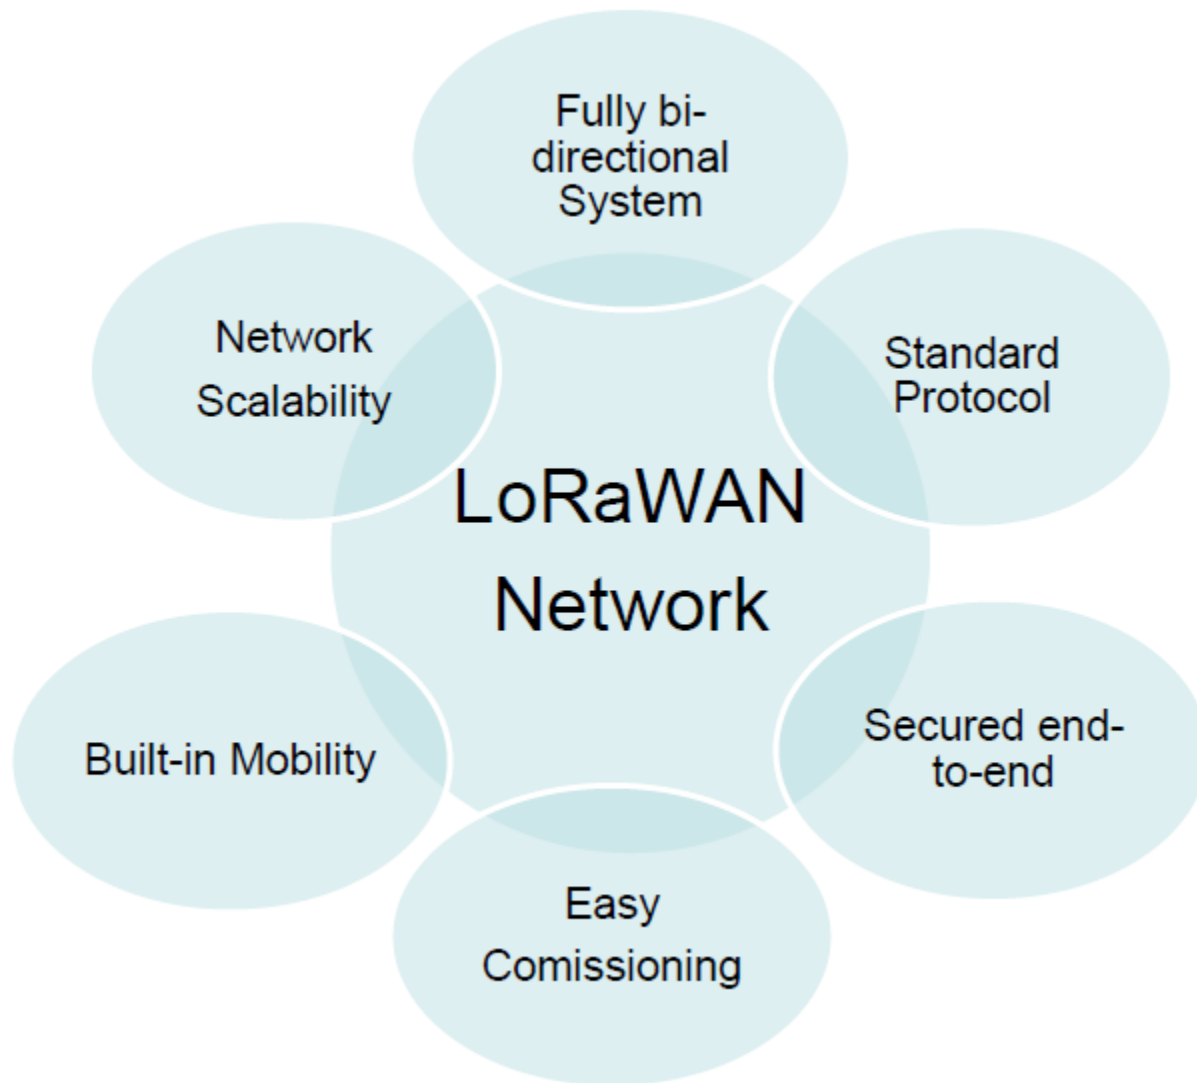 Fully bi-
directional
System
Network
Scalability
Standard
Protocol
LoRaWAN
Network
Built-in Mobility
Secured end-
to-end
Easy
Comissioning